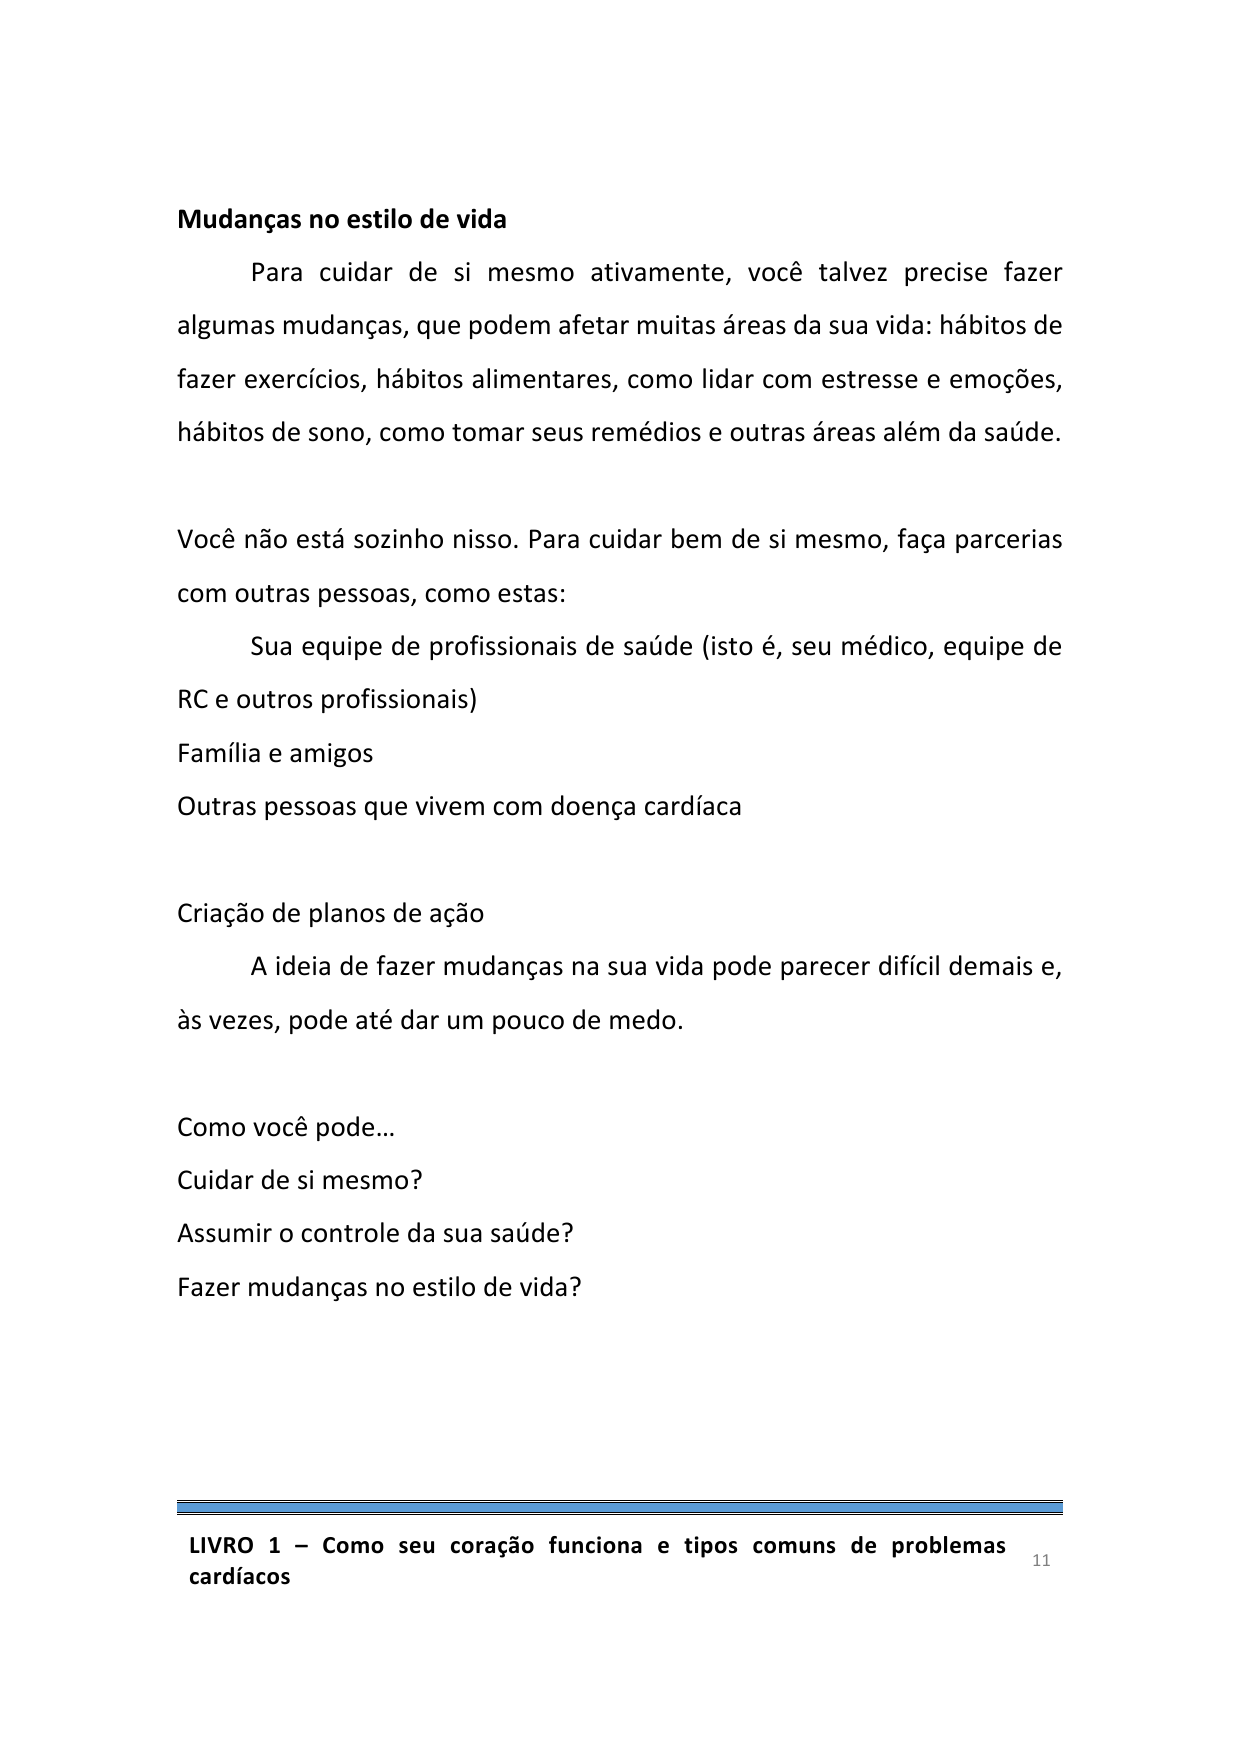 Mudanças no estilo de vida
Para cuidar de si mesmo ativamente, você talvez precise fazer
algumas mudanças, que podem afetar muitas áreas da sua vida: hábitos de
fazer exercícios, hábitos alimentares, como lidar com estresse e emoções,
hábitos de sono, como tomar seus remédios e outras áreas além da saúde.
Você não está sozinho nisso. Para cuidar bem de si mesmo, faça parcerias
com outras pessoas, como estas:
Sua equipe de profissionais de saúde (isto é, seu médico, equipe de
RC e outros profissionais)
Família e amigos
Outras pessoas que vivem com doença cardíaca
Criação de planos de ação
A ideia de fazer mudanças na sua vida pode parecer difícil demais e,
às vezes, pode até dar um pouco de medo.
Como você pode…
Cuidar de si mesmo?
Assumir o controle da sua saúde?
Fazer mudanças no estilo de vida?
LIVRO 1 – Como seu coração funciona e tipos comuns de problemas
cardíacos
11